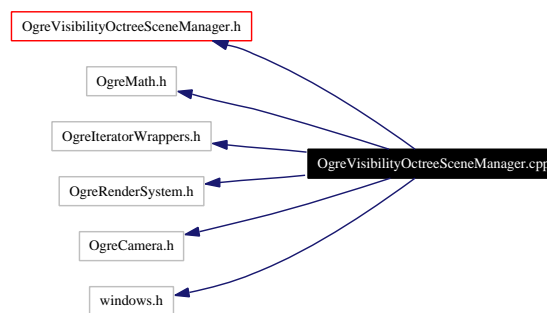 OgreVisibilityOctreeSceneManager.h
OgreMath.h
OgreIteratorWrappers.h
OgreVisibilityOctreeSceneManager.cpp
OgreRenderSystem.h
OgreCamera.h
windows.h